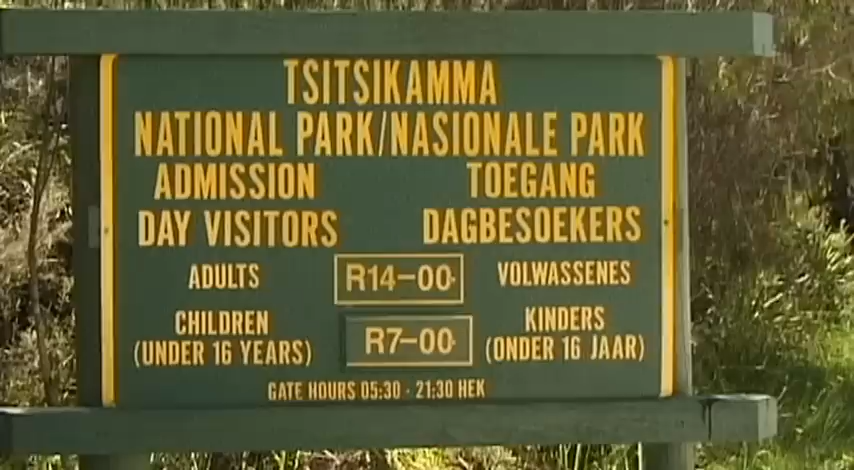 TSITSIKAMMA
NATIONAL PARK/NASIONALE PARK
ADMISSION TOEGANG
DAY VISITORS DAGBESOEKERS
ADULTS R14-00 VOLWASSENES
CHILDREN KINDERS
(UNDER 16 YEARS) R7-00 (ONDER 16 JAAR)
GATE HOURS 05:30 - 21:30 HEK